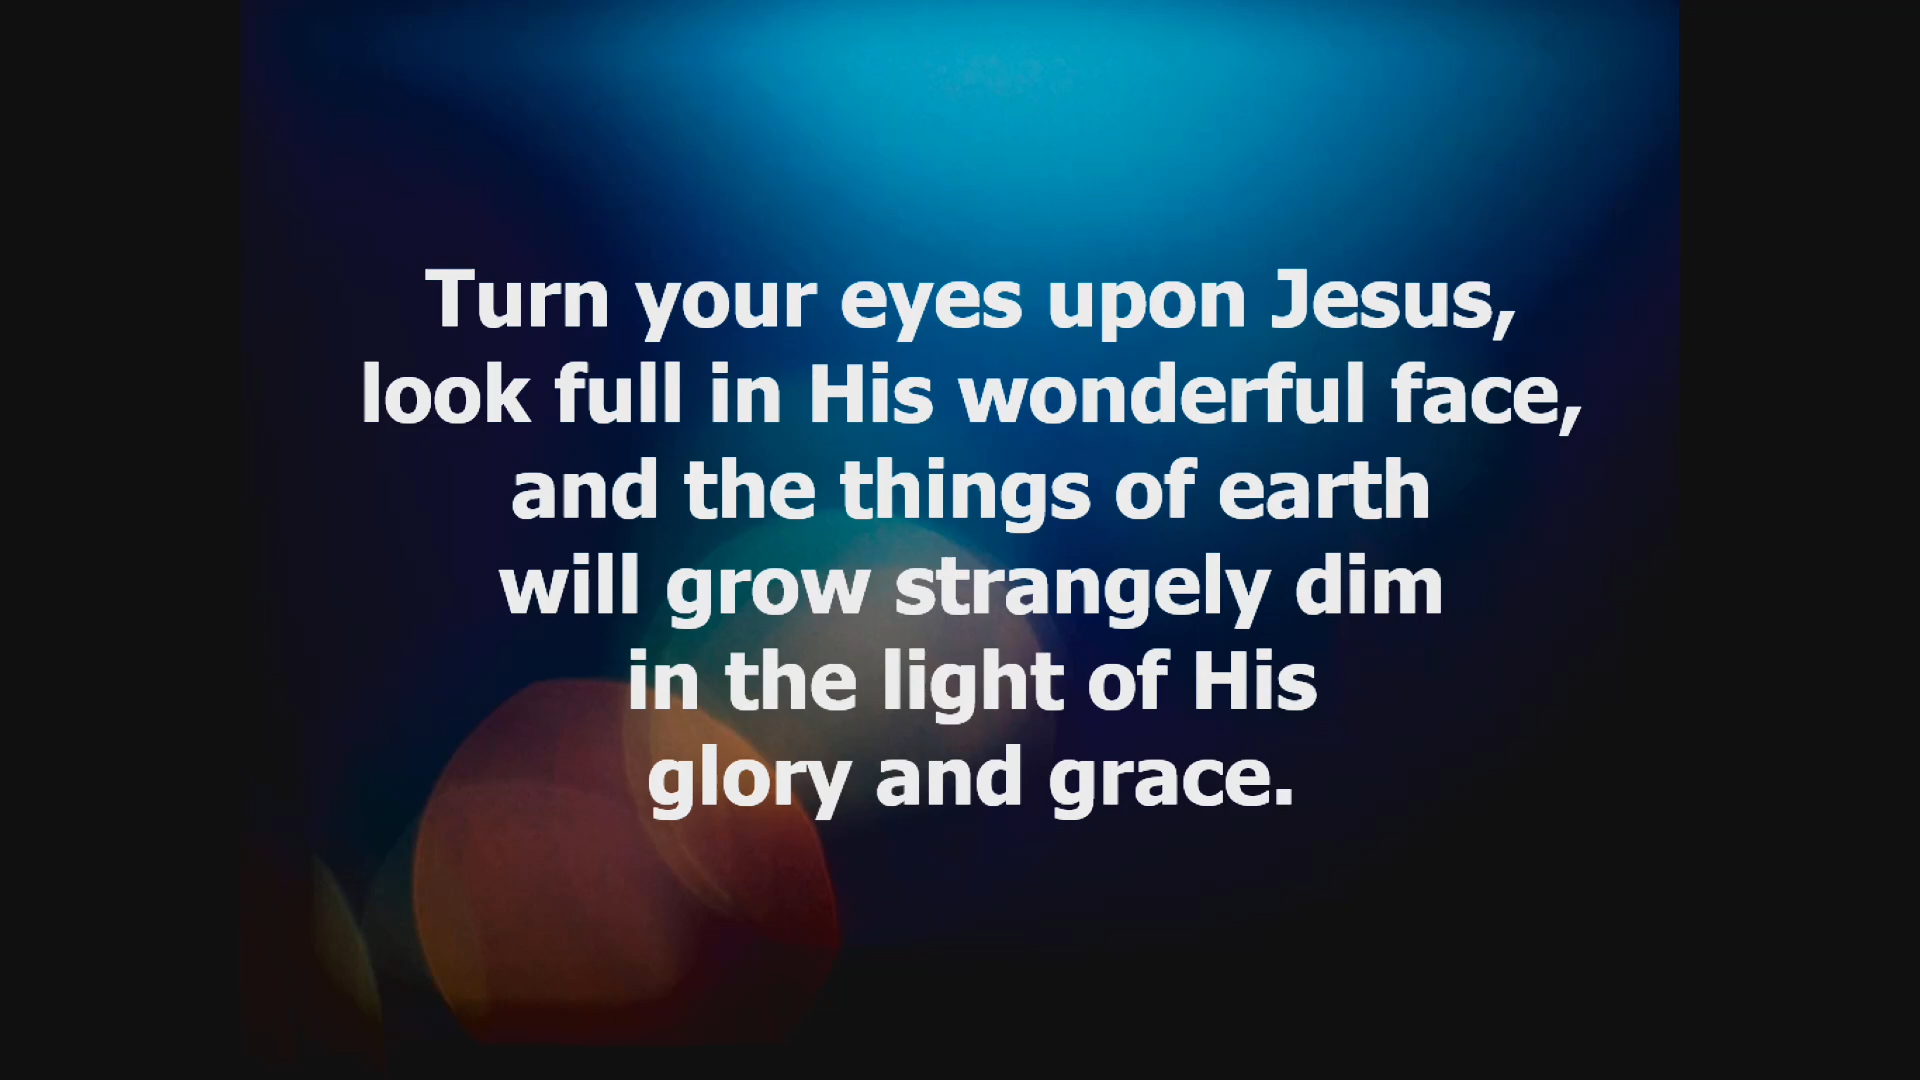 Turn your eyes upon Jesus,
look full in His wonderful face,
and the things of earth
will grow strangely dim
in the light of His
glory and grace.